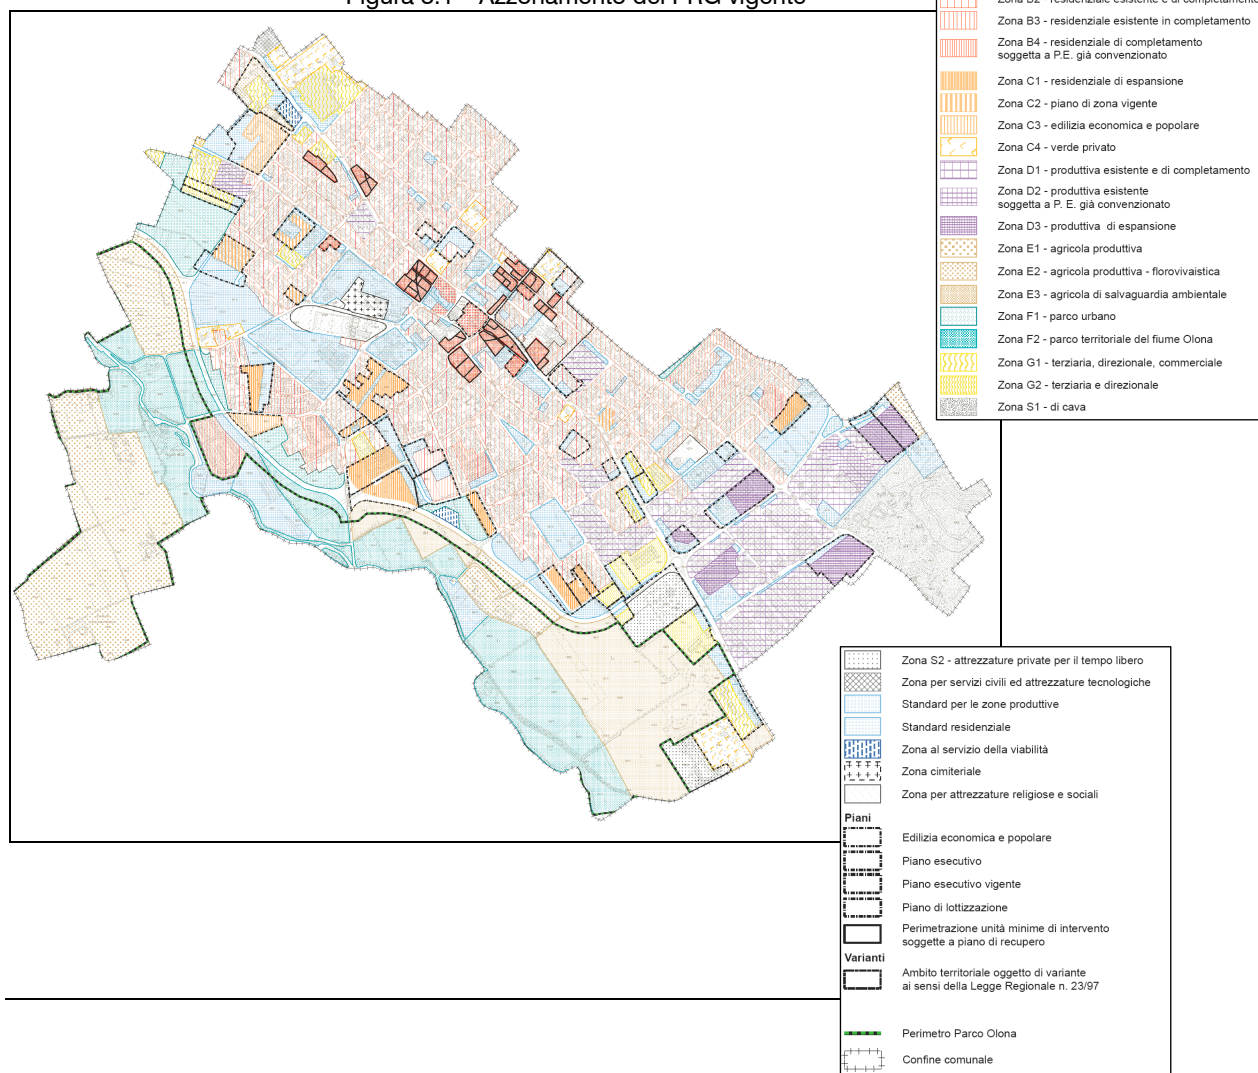 Figura 3.1 - Azzonamento del PRG vigente
Zona B2 - residenziale esistente e di completamento
Zona B3 - residenziale esistente in completamento
Zona B4 - residenziale di completamento
soggetta a P.E. già convenzionato
Zona C1 - residenziale di espansione
Zona C2 - piano di zona vigente
Zona C3 - edilizia economica e popolare
Zona C4 - verde privato
Zona D1 - produttiva esistente e di completamento
Zona D2 - produttiva esistente
soggetta a P. E. già convenzionato
Zona D3 - produttiva di espansione
Zona E1 - agricola produttiva
Zona E2 - agricola produttiva - florovivaistica
Zona E3 - agricola di salvaguardia ambientale
Zona F1 - parco urbano
Zona F2 - parco territoriale del fiume Olona
Zona G1 - terziaria, direzionale, commerciale
Zona G2 - terziaria e direzionale
Zona S1 - di cava
Zona S2 - attrezzature private per il tempo libero
Zona per servizi civili ed attrezzature tecnologiche
Standard per le zone produttive
Standard residenziale
Zona al servizio della viabilità
Zona cimiteriale
Zona per attrezzature religiose e sociali
Piani
Edilizia economica e popolare
Piano esecutivo
Piano esecutivo vigente
Piano di lottizzazione
Perimetrazione unità minime di intervento
soggette a piano di recupero
Varianti
Ambito territoriale oggetto di variante
ai sensi della Legge Regionale n. 23/97
Perimetro Parco Olona
Confine comunale